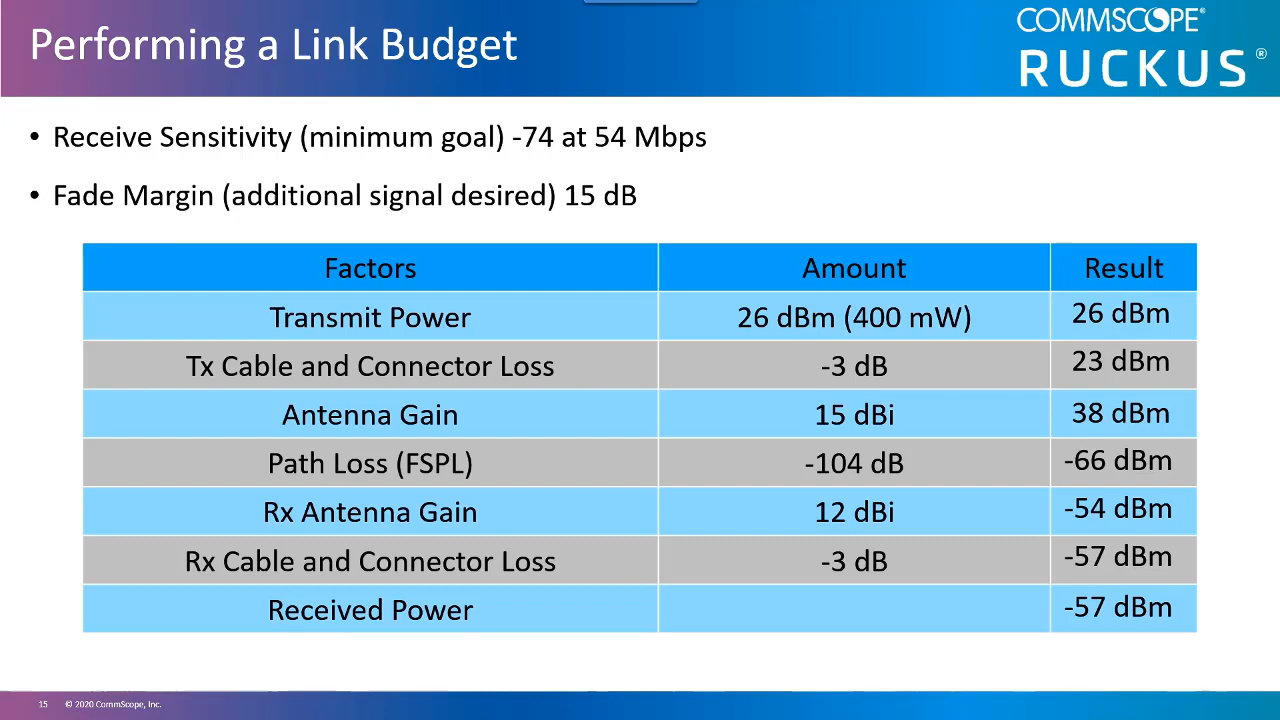 Performing a Link Budget
COMMSCOPE®
RUCKUS®
• Receive Sensitivity (minimum goal) -74 at 54 Mbps
• Fade Margin (additional signal desired) 15 dB
Factors Amount Result
Transmit Power 26 dBm (400 mW) 26 dBm
Tx Cable and Connector Loss -3 dB 23 dBm
Antenna Gain 15 dBi 38 dBm
Path Loss (FSPL) -104 dB -66 dBm
Rx Antenna Gain 12 dBi -54 dBm
Rx Cable and Connector Loss -3 dB -57 dBm
Received Power -57 dBm
15 © 2020 CommScope, Inc.